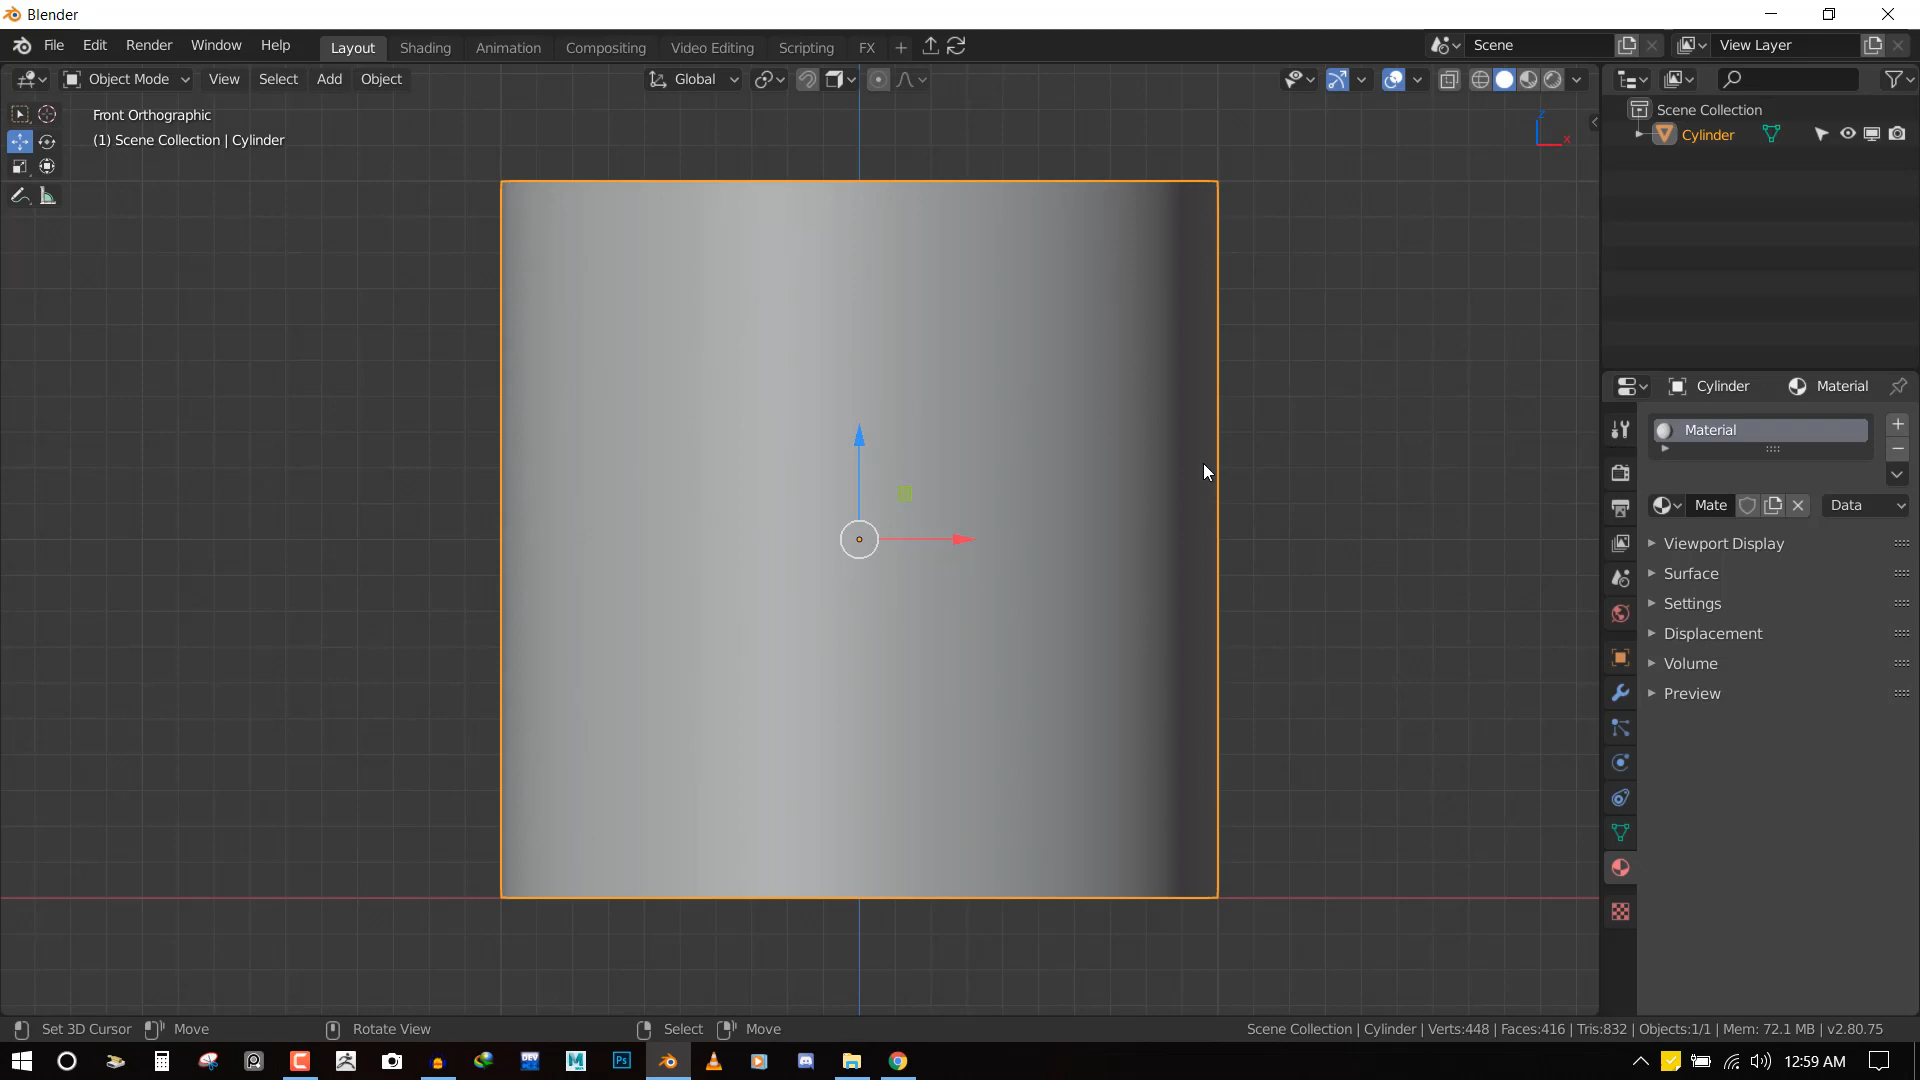 Blender
File Edit Render Window Help Layout Shading Animation Compositing Video Editing Scripting FX + Scene View Layer
Object Mode View Select Add Object Global
Front Orthographic
(1) Scene Collection | Cylinder
z
x
Scene Collection
Cylinder
Cylinder Material
Material
Mate Data
Viewport Display
Surface
Settings
Displacement
Volume
Preview
Set 3D Cursor Move Rotate View Select Move Scene Collection | Cylinder | Verts:448 | Faces:416 | Tris:832 | Objects:1/1 | Mem: 72.1 MB | v2.80.75
DEV Ps 12:59 AM